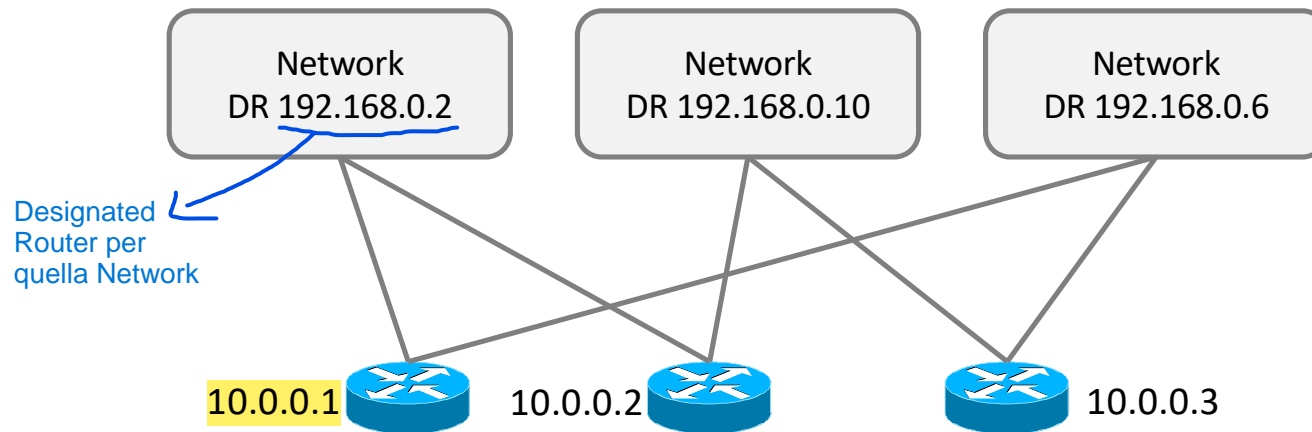 Network
DR 192.168.0.2
Network
DR 192.168.0.10
Network
DR 192.168.0.6
Designated
Router per
quella Network
10.0.0.1
10.0.0.2
10.0.0.3